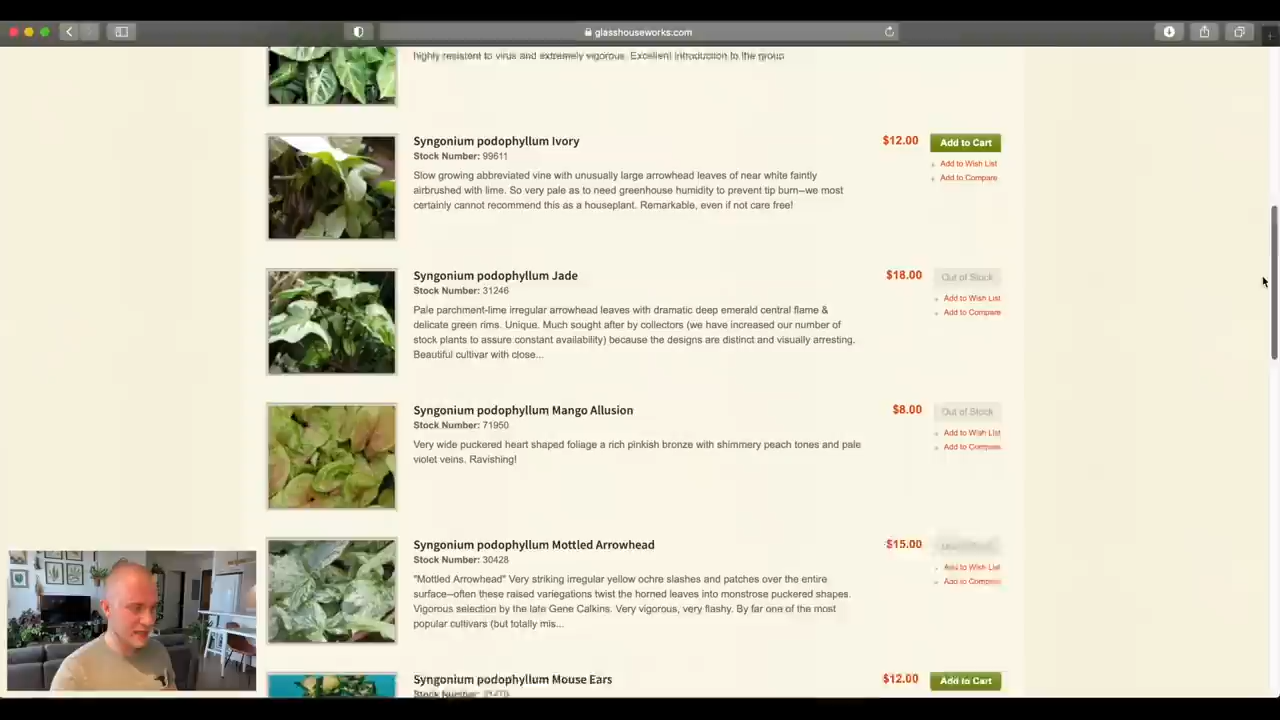 glasshouseworks.com
highly resistent to virus and extremely vigorous. Excellent introduction to the group
Syngonium podophyllum Ivory
$12.00
Add to Cart
Stock Number: 99611
Add to Wish List
Slow growing abbreviated vine with unusually large arrowhead leaves of near white faintly
Add to Compare
airbrushed with lime. So very pale as to need greenhouse humidity to prevent tip burn--we most
certainly cannot recommend this as a houseplant. Remarkable, even if not care free!
Syngonium podophyllum Jade
$18.00
Out of Stock
Stock Number: 31246
Add to Wish List
Pale parchment-lime irregular arrowhead leaves with dramatic deep emerald central flame &
Add to Compare
delicate green rims. Unique. Much sought after by collectors (we have increased our number of
stock plants to assure constant availability) because the designs are distinct and visually arresting.
Beautiful cultivar with close...
Syngonium podophyllum Mango Allusion
$8.00
Out of Stock
Stock Number: 71950
Add to Wish List
Very wide puckered heart shaped foliage a rich pinkish bronze with shimmery peach tones and pale
Add to Compare
violet veins. Ravishing!
Syngonium podophyllum Mottled Arrowhead
$15.00
Stock Number: 30428
Add to Wish List
"Mottled Arrowhead" Very striking irregular yellow ochre slashes and patches over the entire
Add to Compare
surface--often these raised variegations twist the horned leaves into monstrose puckered shapes.
Vigorous selection by the late Gene Calkins. Very vigorous, very flashy. By far one of the most
popular cultivars (but totally mis...
Syngonium podophyllum Mouse Ears
$12.00
Add to Cart
Stock Number: